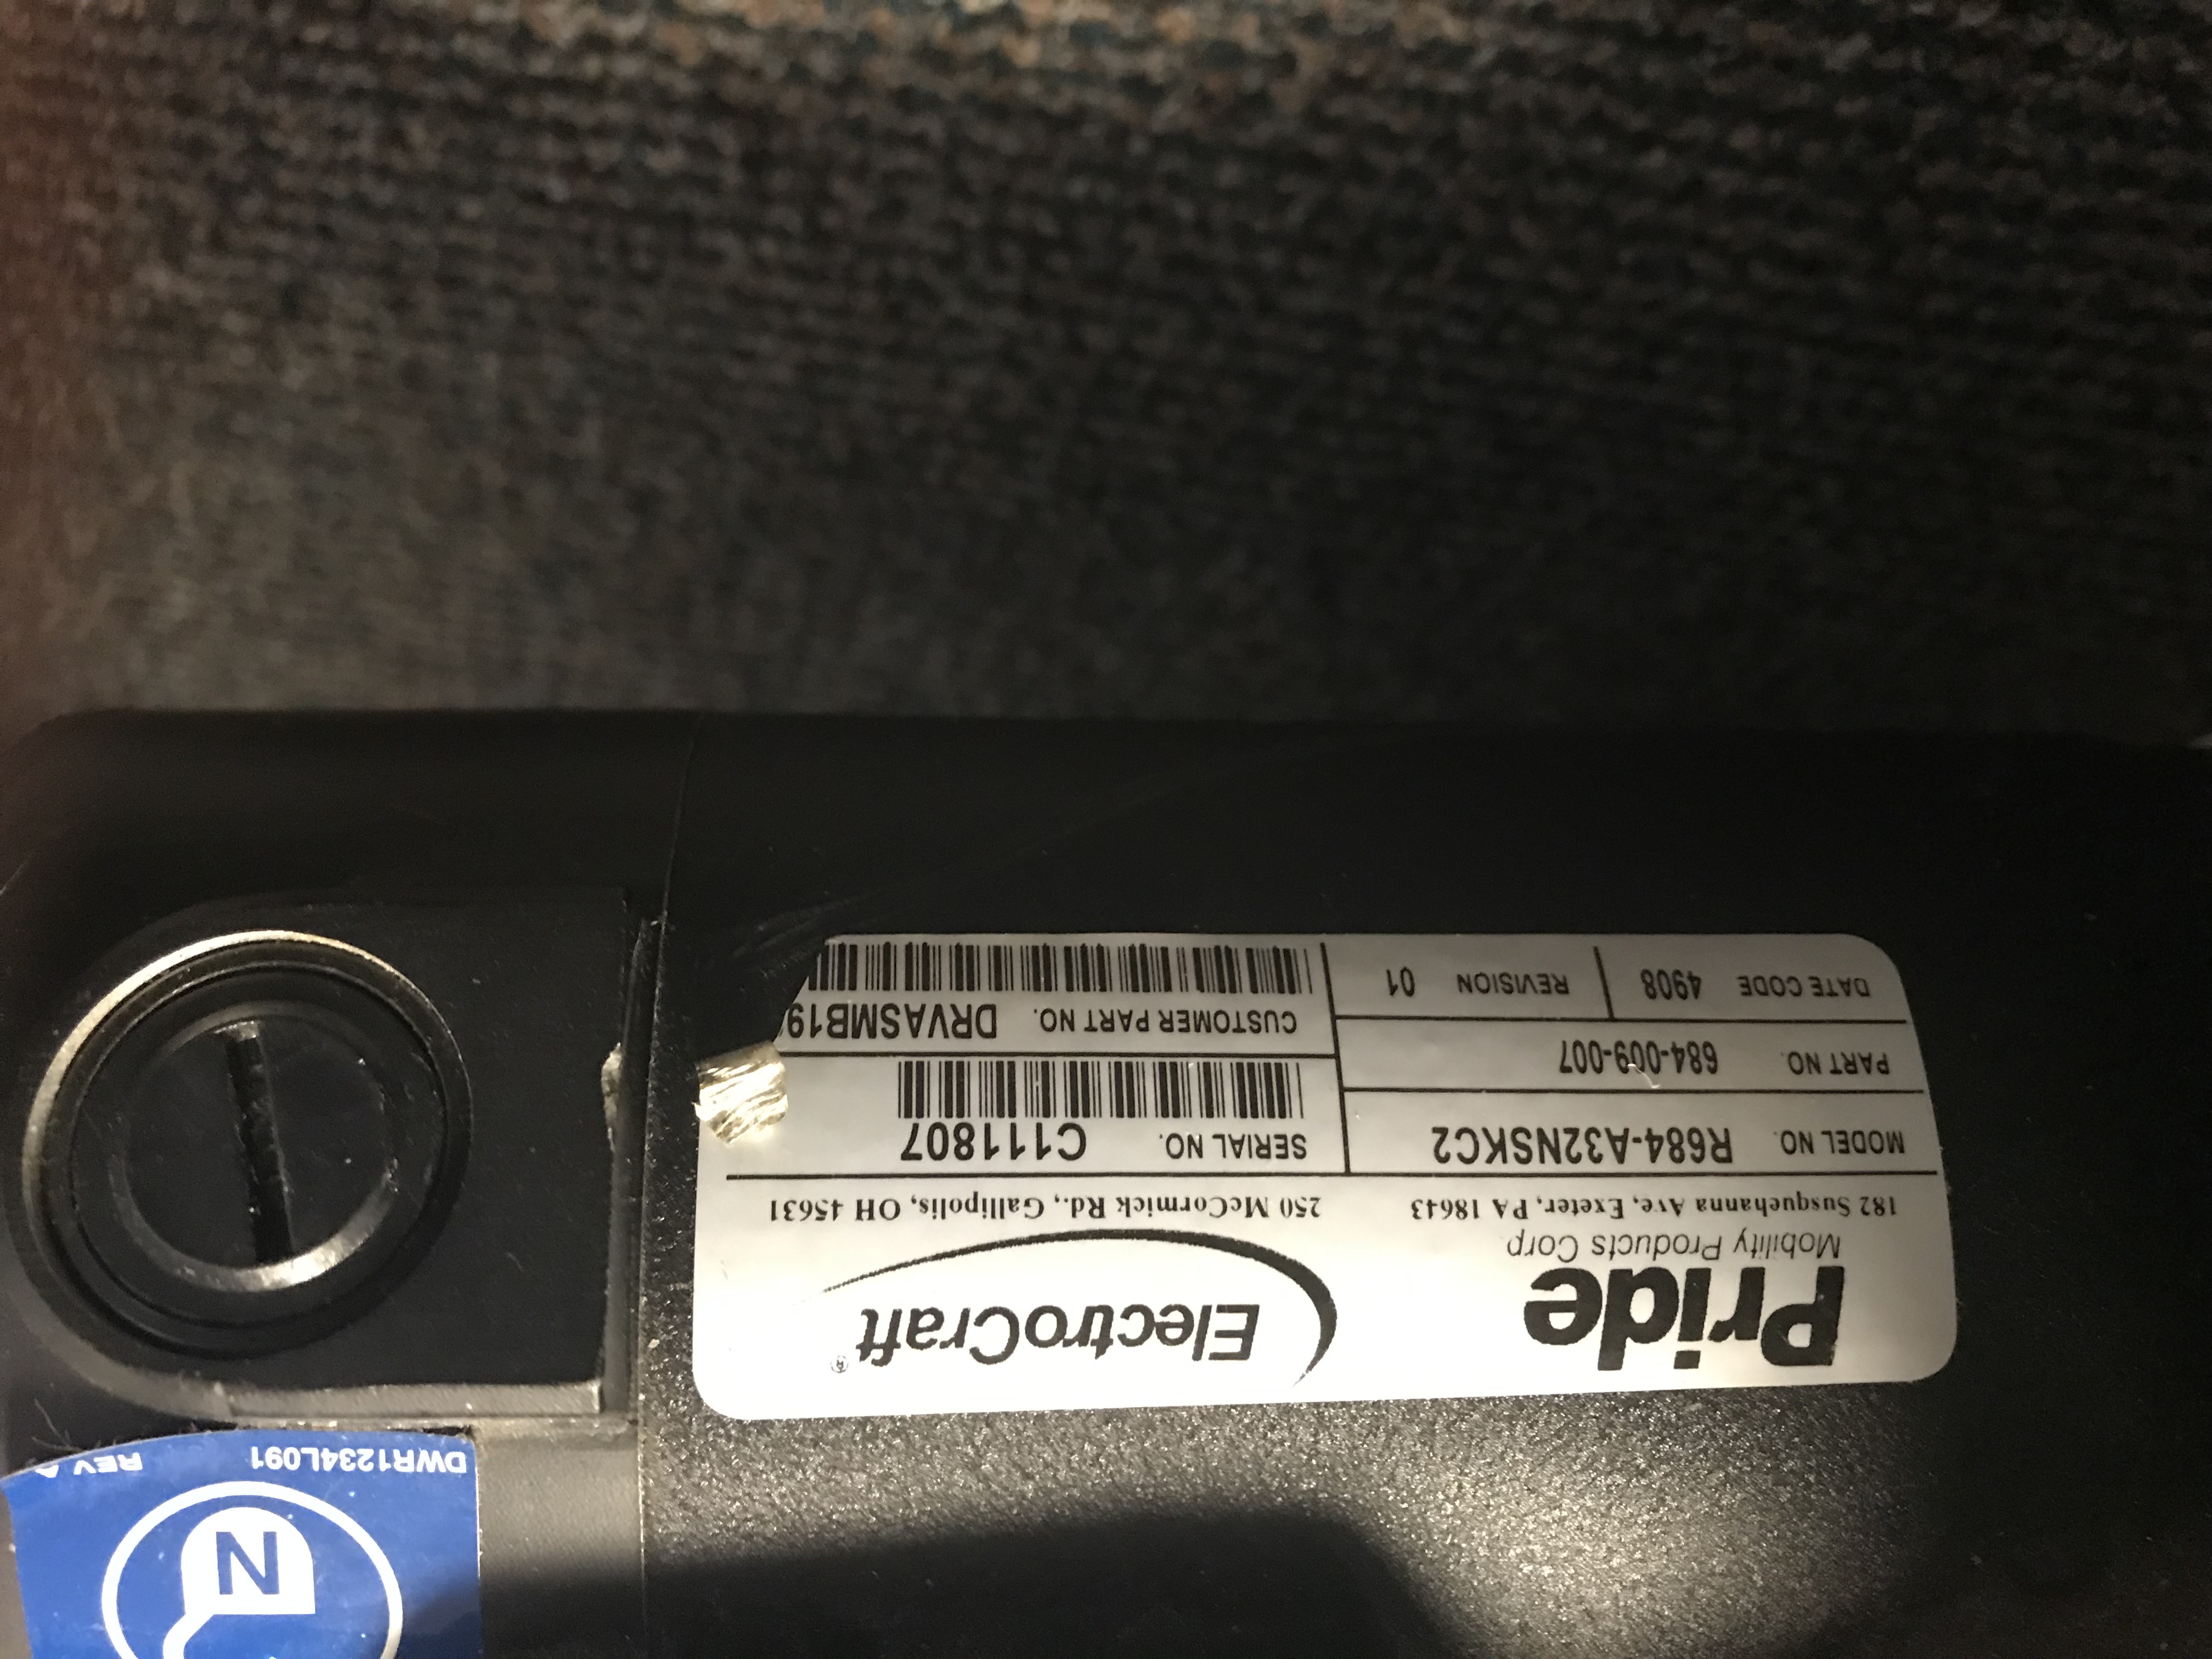 Pride
Mobility Products Corp
182 Susquehanna Ave, Exeter, PA 18643
ElectroCraft®
250 McCormick Rd., Gallipolis, OH 45631
MODEL NO. R684-A32NSKC2
PART NO. 684-009-007
DATE CODE 4908 REVISION 01
SERIAL NO. C111807
CUSTOMER PART NO. DRVASMB19
DWR1234L091 REV A
N